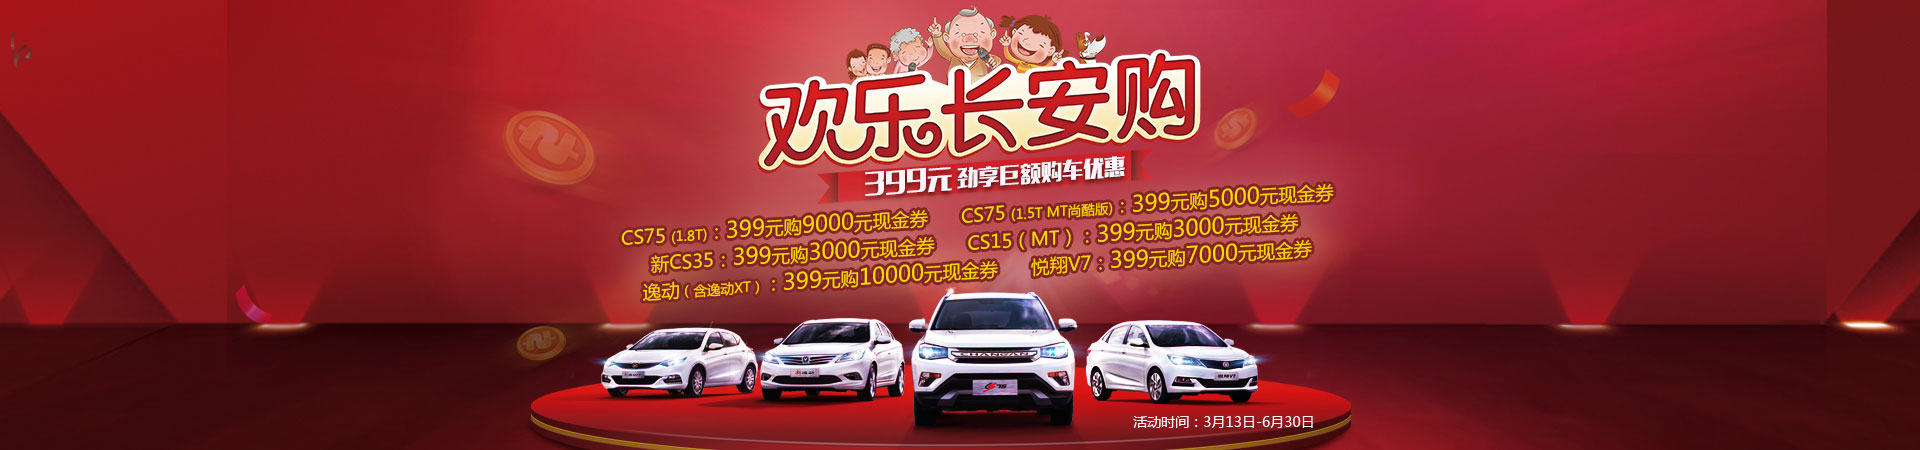 欢乐长安购
399元 劲享巨额购车优惠
CS75 (1.8T)：399元购9000元现金券
CS75 (1.5T MT尚酷版)：399元购5000元现金券
新CS35：399元购3000元现金券
CS15（MT）：399元购3000元现金券
逸动（含逸动XT）：399元购10000元现金券
悦翔V7：399元购7000元现金券
CHANGAN
CS75
悦翔V7
活动时间：3月13日-6月30日